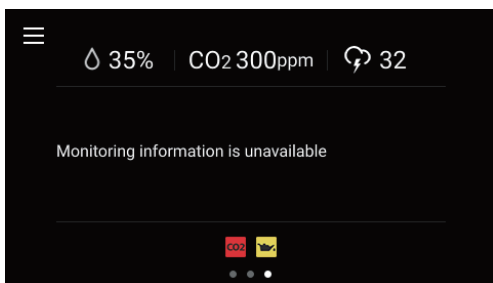 35% CO2 300ppm 32
Monitoring information is unavailable
CO2